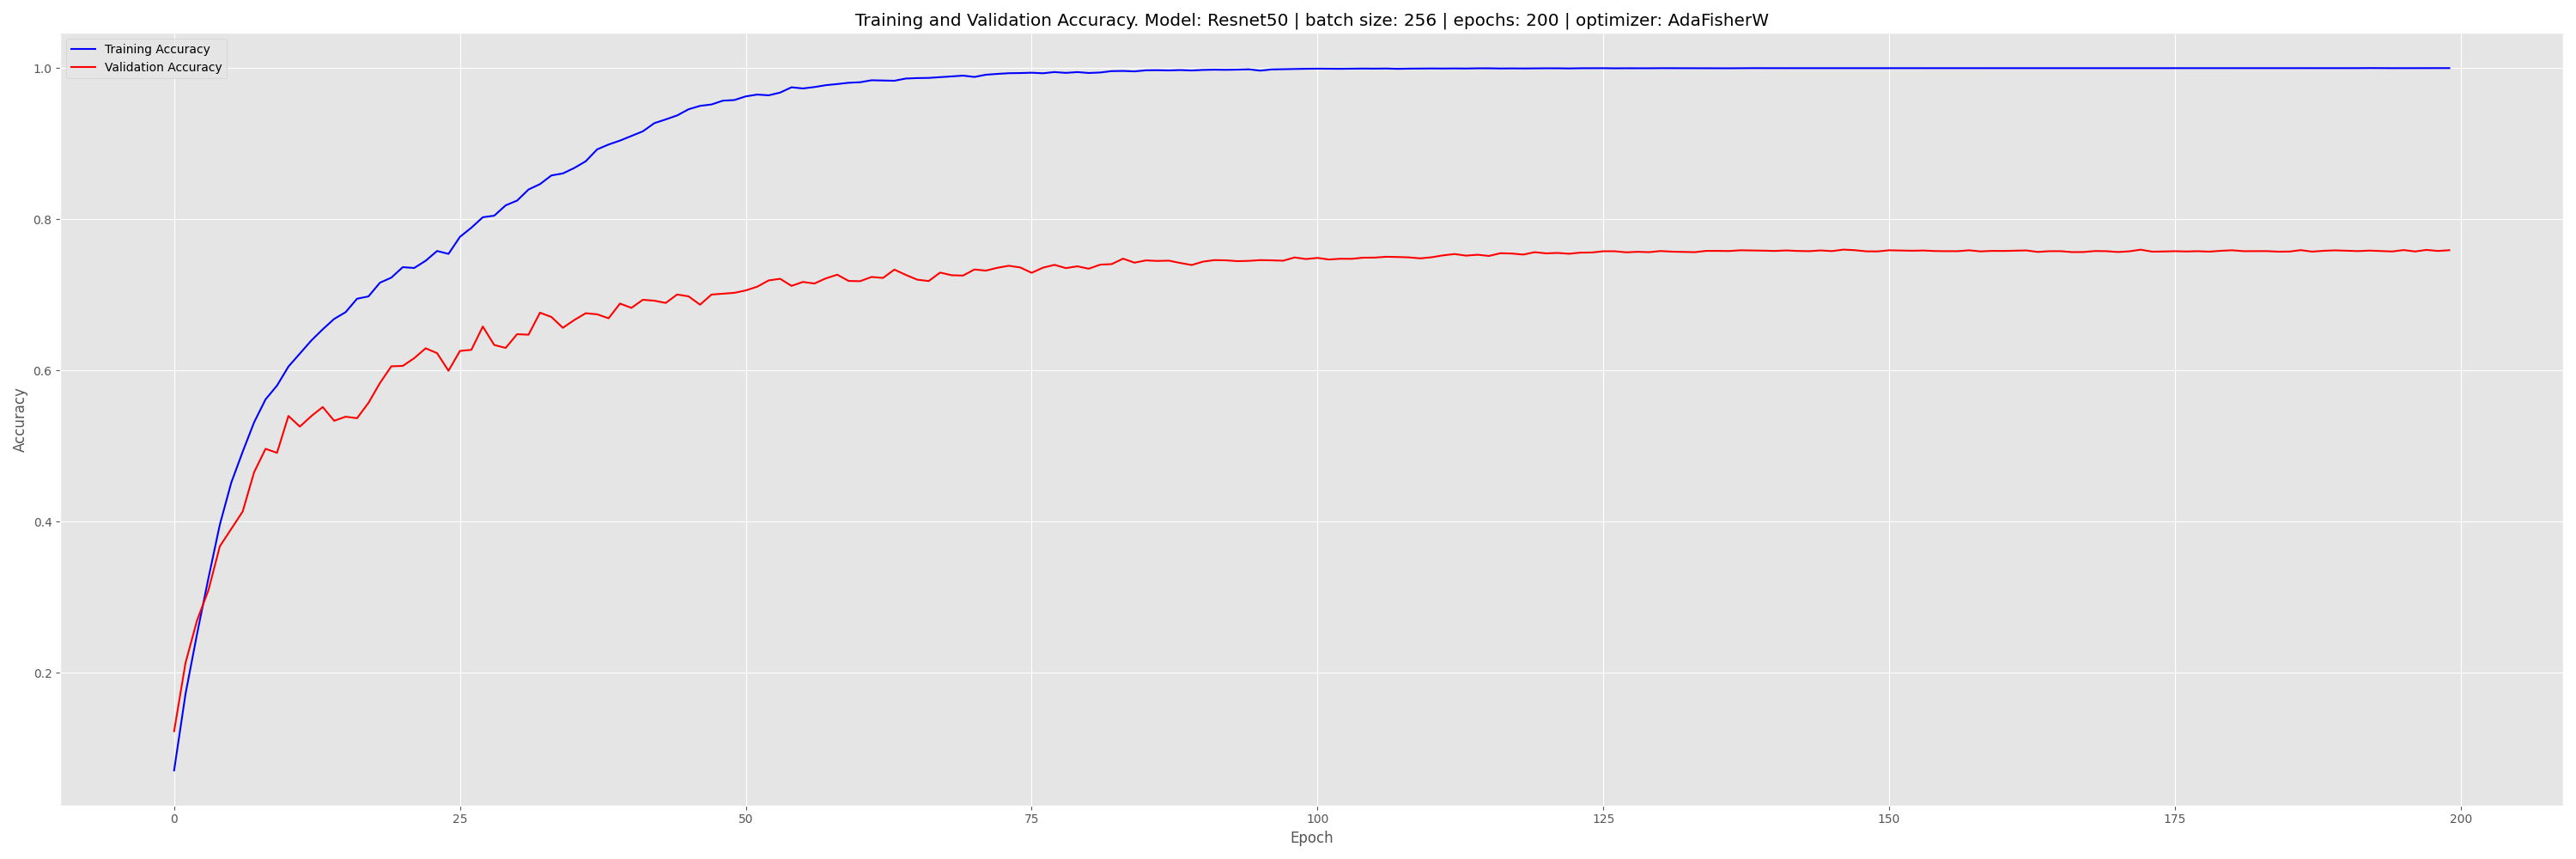 Training and Validation Accuracy. Model: Resnet50 | batch size: 256 | epochs: 200 | optimizer: AdaFisherW
Training Accuracy
Validation Accuracy
1.0
0.8
0.6
0.4
0.2
Accuracy
0 25 50 75 100 125 150 175 200
Epoch